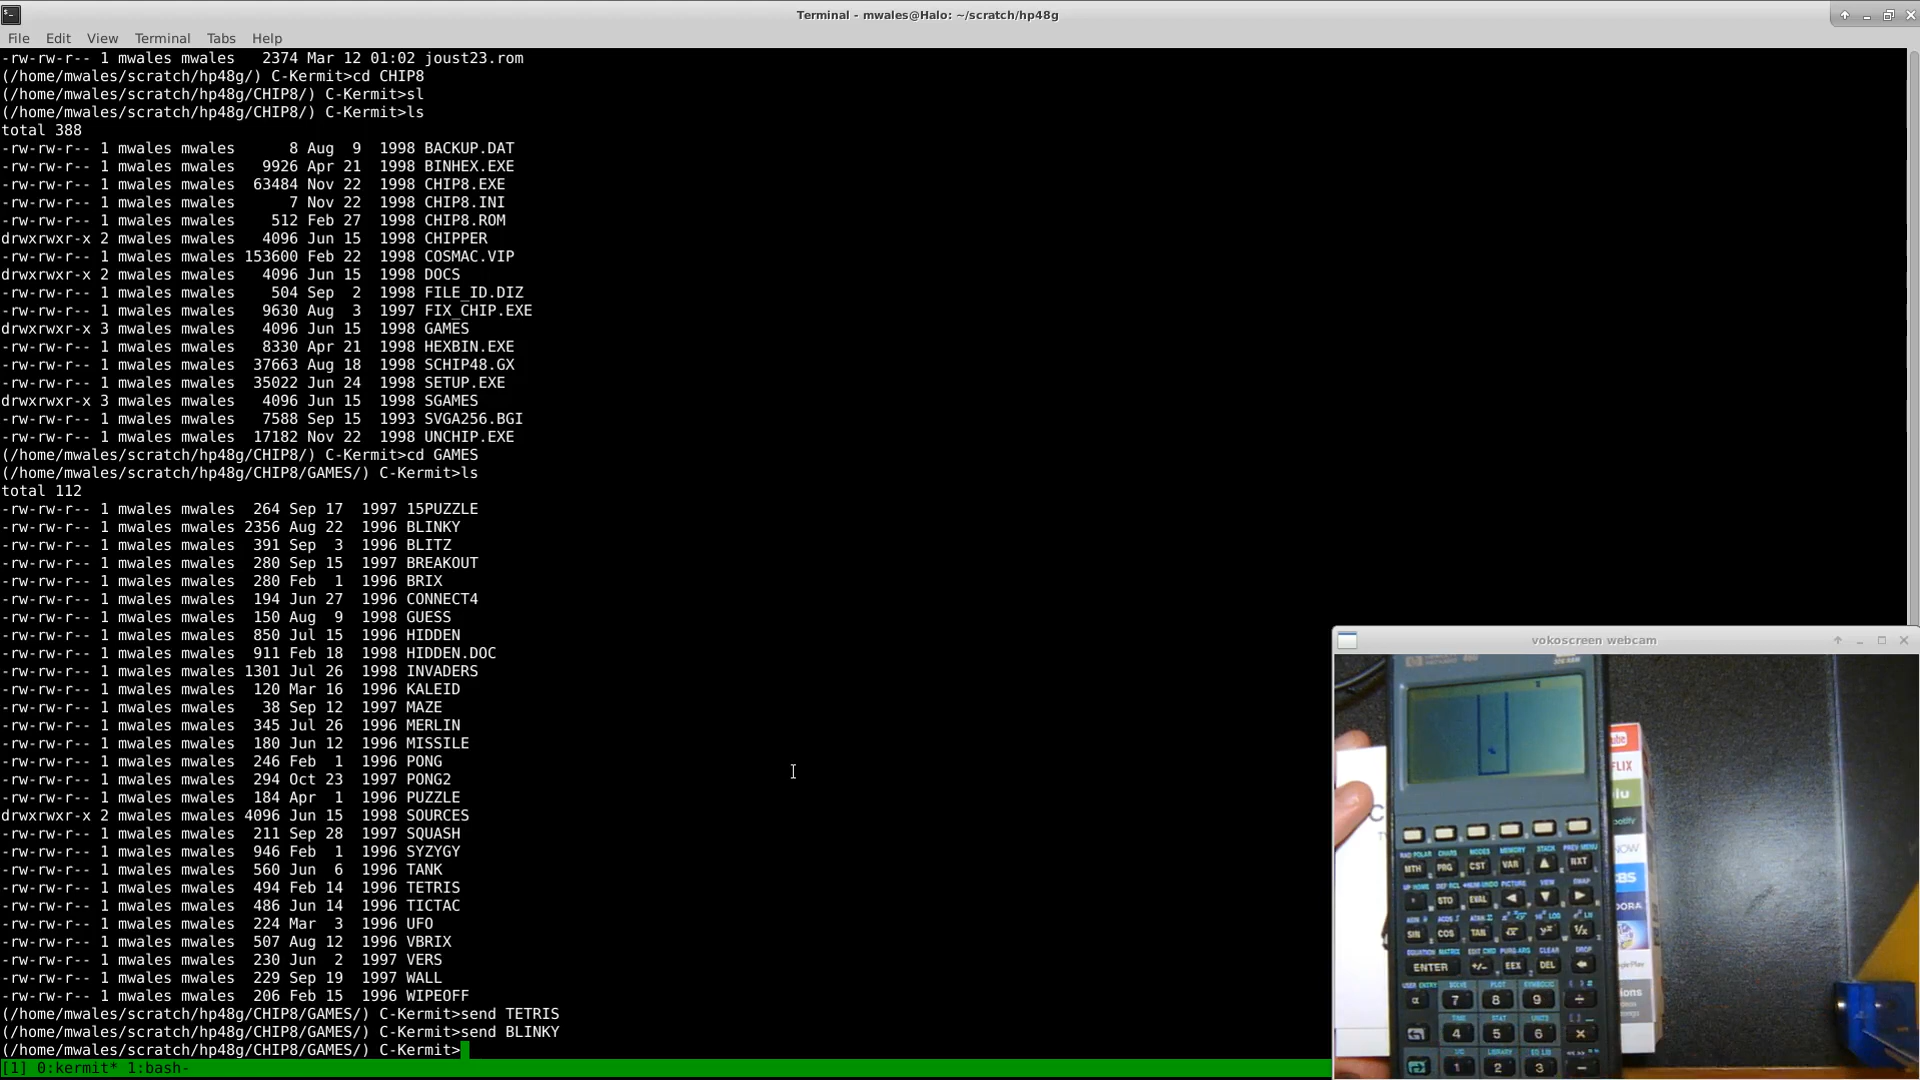 Terminal - mwales@Halo: ~/scratch/hp48g
File Edit View Terminal Tabs Help
-rw-rw-r-- 1 mwales mwales   2374 Mar 12 01:02 joust23.rom
(/home/mwales/scratch/hp48g/) C-Kermit>cd CHIP8
(/home/mwales/scratch/hp48g/CHIP8/) C-Kermit>sl
(/home/mwales/scratch/hp48g/CHIP8/) C-Kermit>ls
total 388
-rw-rw-r-- 1 mwales mwales      8 Aug  9  1998 BACKUP.DAT
-rw-rw-r-- 1 mwales mwales   9926 Apr 21  1998 BINHEX.EXE
-rw-rw-r-- 1 mwales mwales  63484 Nov 22  1998 CHIP8.EXE
-rw-rw-r-- 1 mwales mwales      7 Nov 22  1998 CHIP8.INI
-rw-rw-r-- 1 mwales mwales    512 Feb 27  1998 CHIP8.ROM
drwxrwxr-x 2 mwales mwales   4096 Jun 15  1998 CHIPPER
-rw-rw-r-- 1 mwales mwales 153600 Feb 22  1998 COSMAC.VIP
drwxrwxr-x 2 mwales mwales   4096 Jun 15  1998 DOCS
-rw-rw-r-- 1 mwales mwales    504 Sep  2  1998 FILE_ID.DIZ
-rw-rw-r-- 1 mwales mwales   9630 Aug  3  1997 FIX_CHIP.EXE
drwxrwxr-x 3 mwales mwales   4096 Jun 15  1998 GAMES
-rw-rw-r-- 1 mwales mwales   8330 Apr 21  1998 HEXBIN.EXE
-rw-rw-r-- 1 mwales mwales  37663 Aug 18  1998 SCHIP48.GX
-rw-rw-r-- 1 mwales mwales  35022 Jun 24  1998 SETUP.EXE
drwxrwxr-x 3 mwales mwales   4096 Jun 15  1998 SGAMES
-rw-rw-r-- 1 mwales mwales   7588 Sep 15  1993 SVGA256.BGI
-rw-rw-r-- 1 mwales mwales  17182 Nov 22  1998 UNCHIP.EXE
(/home/mwales/scratch/hp48g/CHIP8/) C-Kermit>cd GAMES
(/home/mwales/scratch/hp48g/CHIP8/GAMES/) C-Kermit>ls
total 112
-rw-rw-r-- 1 mwales mwales  264 Sep 17  1997 15PUZZLE
-rw-rw-r-- 1 mwales mwales 2356 Aug 22  1996 BLINKY
-rw-rw-r-- 1 mwales mwales  391 Sep  3  1996 BLITZ
-rw-rw-r-- 1 mwales mwales  280 Sep 15  1997 BREAKOUT
-rw-rw-r-- 1 mwales mwales  280 Feb  1  1996 BRIX
-rw-rw-r-- 1 mwales mwales  194 Jun 27  1996 CONNECT4
-rw-rw-r-- 1 mwales mwales  150 Aug  9  1998 GUESS
-rw-rw-r-- 1 mwales mwales  850 Jul 15  1996 HIDDEN
-rw-rw-r-- 1 mwales mwales  911 Feb 18  1998 HIDDEN.DOC
-rw-rw-r-- 1 mwales mwales 1301 Jul 26  1998 INVADERS
-rw-rw-r-- 1 mwales mwales  120 Mar 16  1996 KALEID
-rw-rw-r-- 1 mwales mwales   38 Sep 12  1997 MAZE
-rw-rw-r-- 1 mwales mwales  345 Jul 26  1996 MERLIN
-rw-rw-r-- 1 mwales mwales  180 Jun 12  1996 MISSILE
-rw-rw-r-- 1 mwales mwales  246 Feb  1  1996 PONG
-rw-rw-r-- 1 mwales mwales  294 Oct 23  1997 PONG2
-rw-rw-r-- 1 mwales mwales  184 Apr  1  1996 PUZZLE
drwxrwxr-x 2 mwales mwales 4096 Jun 15  1998 SOURCES
-rw-rw-r-- 1 mwales mwales  211 Sep 28  1997 SQUASH
-rw-rw-r-- 1 mwales mwales  946 Feb  1  1996 SYZYGY
-rw-rw-r-- 1 mwales mwales  560 Jun  6  1996 TANK
-rw-rw-r-- 1 mwales mwales  494 Feb 14  1996 TETRIS
-rw-rw-r-- 1 mwales mwales  486 Jun 14  1996 TICTAC
-rw-rw-r-- 1 mwales mwales  224 Mar  3  1996 UFO
-rw-rw-r-- 1 mwales mwales  507 Aug 12  1996 VBRIX
-rw-rw-r-- 1 mwales mwales  230 Jun  2  1997 VERS
-rw-rw-r-- 1 mwales mwales  229 Sep 19  1997 WALL
-rw-rw-r-- 1 mwales mwales  206 Feb 15  1996 WIPEOFF
(/home/mwales/scratch/hp48g/CHIP8/GAMES/) C-Kermit>send TETRIS
(/home/mwales/scratch/hp48g/CHIP8/GAMES/) C-Kermit>send BLINKY
(/home/mwales/scratch/hp48g/CHIP8/GAMES/) C-Kermit>
[1] 0:kermit* 1:bash-
vokoscreen webcam
MTH PRG CST VAR NXT
STO EVAL
SIN COS TAN
ENTER +/- EEX DEL
7 8 9 ÷
4 5 6 ×
1 2 3 −